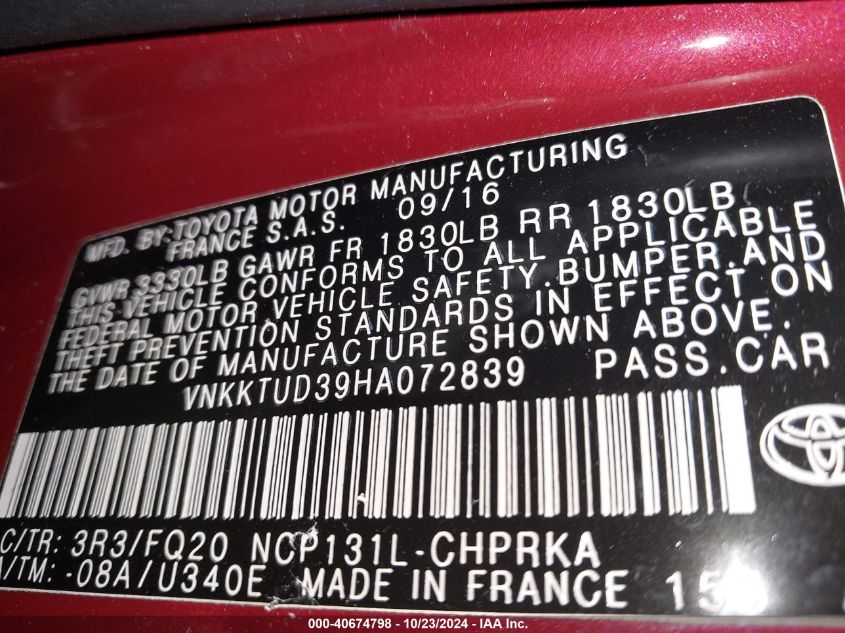 MFD. BY:TOYOTA MOTOR MANUFACTURING
FRANCE S.A.S. 09/16
GVWR 3330LB GAWR FR 1830LB RR 1830LB
THIS VEHICLE CONFORMS TO ALL APPLICABLE
FEDERAL MOTOR VEHICLE SAFETY,BUMPER,AND
THEFT PREVENTION STANDARDS IN EFFECT ON
THE DATE OF MANUFACTURE SHOWN ABOVE.
VNKKTUD39HA072839 PASS.CAR
C/TR: 3R3/FQ20 NCP131L-CHPRKA
A/TM: -08A/U340E MADE IN FRANCE
000-40674798 - 10/23/2024 - IAA Inc.